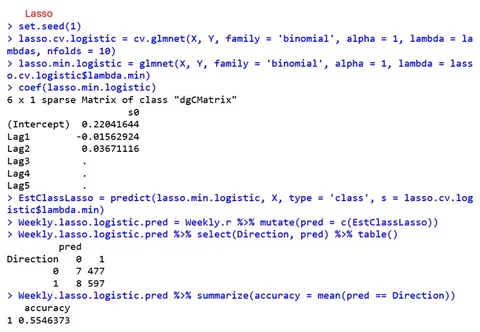 Lasso
> set.seed(1)
> lasso.cv.logistic = cv.glmnet(X, Y, family = 'binomial', alpha = 1, lambda = la
mbdas, nfolds = 10)
> lasso.min.logistic = glmnet(X, Y, family = 'binomial', alpha = 1, lambda = lass
o.cv.logistic$lambda.min)
> coef(lasso.min.logistic)
6 x 1 sparse Matrix of class "dgCMatrix"
s0
(Intercept)  0.22041644
Lag1        -0.01562924
Lag2         0.03671116
Lag3         .
Lag4         .
Lag5         .
> EstClassLasso = predict(lasso.min.logistic, X, type = 'class', s = lasso.cv.log
istic$lambda.min)
> Weekly.lasso.logistic.pred = Weekly.r %>% mutate(pred = c(EstClassLasso))
> Weekly.lasso.logistic.pred %>% select(Direction, pred) %>% table()
pred
Direction   0   1
0   7 477
1   8 597
> Weekly.lasso.logistic.pred %>% summarize(accuracy = mean(pred == Direction))
accuracy
1 0.5546373